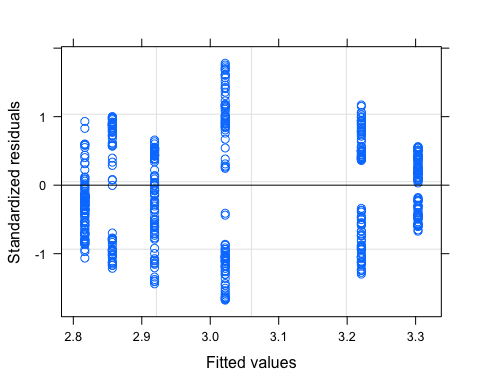 Standardized residuals
1
0
-1
2.8 2.9 3.0 3.1 3.2 3.3
Fitted values